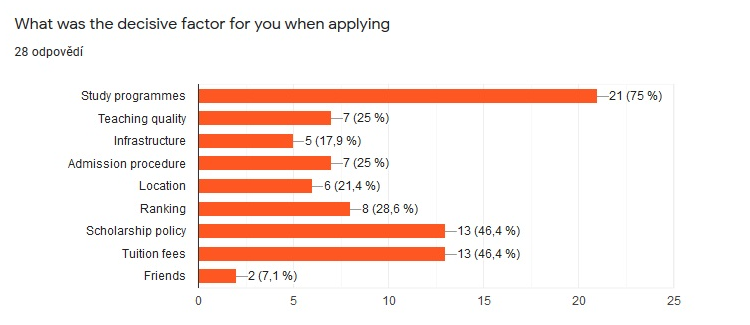 What was the decisive factor for you when applying
28 odpovědí
Study programmes 21 (75 %)
Teaching quality 7 (25 %)
Infrastructure 5 (17,9 %)
Admission procedure 7 (25 %)
Location 6 (21,4 %)
Ranking 8 (28,6 %)
Scholarship policy 13 (46,4 %)
Tuition fees 13 (46,4 %)
Friends 2 (7,1 %)
0 5 10 15 20 25